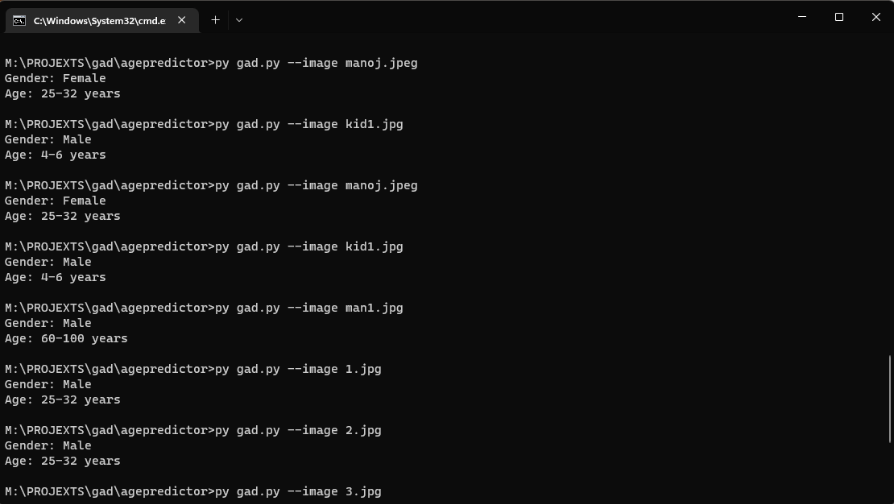 C:\Windows\System32\cmd.e
M:\PROJEXTS\gad\agepredictor>py gad.py --image manoj.jpeg
Gender: Female
Age: 25-32 years
M:\PROJEXTS\gad\agepredictor>py gad.py --image kid1.jpg
Gender: Male
Age: 4-6 years
M:\PROJEXTS\gad\agepredictor>py gad.py --image manoj.jpeg
Gender: Female
Age: 25-32 years
M:\PROJEXTS\gad\agepredictor>py gad.py --image kid1.jpg
Gender: Male
Age: 4-6 years
M:\PROJEXTS\gad\agepredictor>py gad.py --image man1.jpg
Gender: Male
Age: 60-100 years
M:\PROJEXTS\gad\agepredictor>py gad.py --image 1.jpg
Gender: Male
Age: 25-32 years
M:\PROJEXTS\gad\agepredictor>py gad.py --image 2.jpg
Gender: Male
Age: 25-32 years
M:\PROJEXTS\gad\agepredictor>py gad.py --image 3.jpg